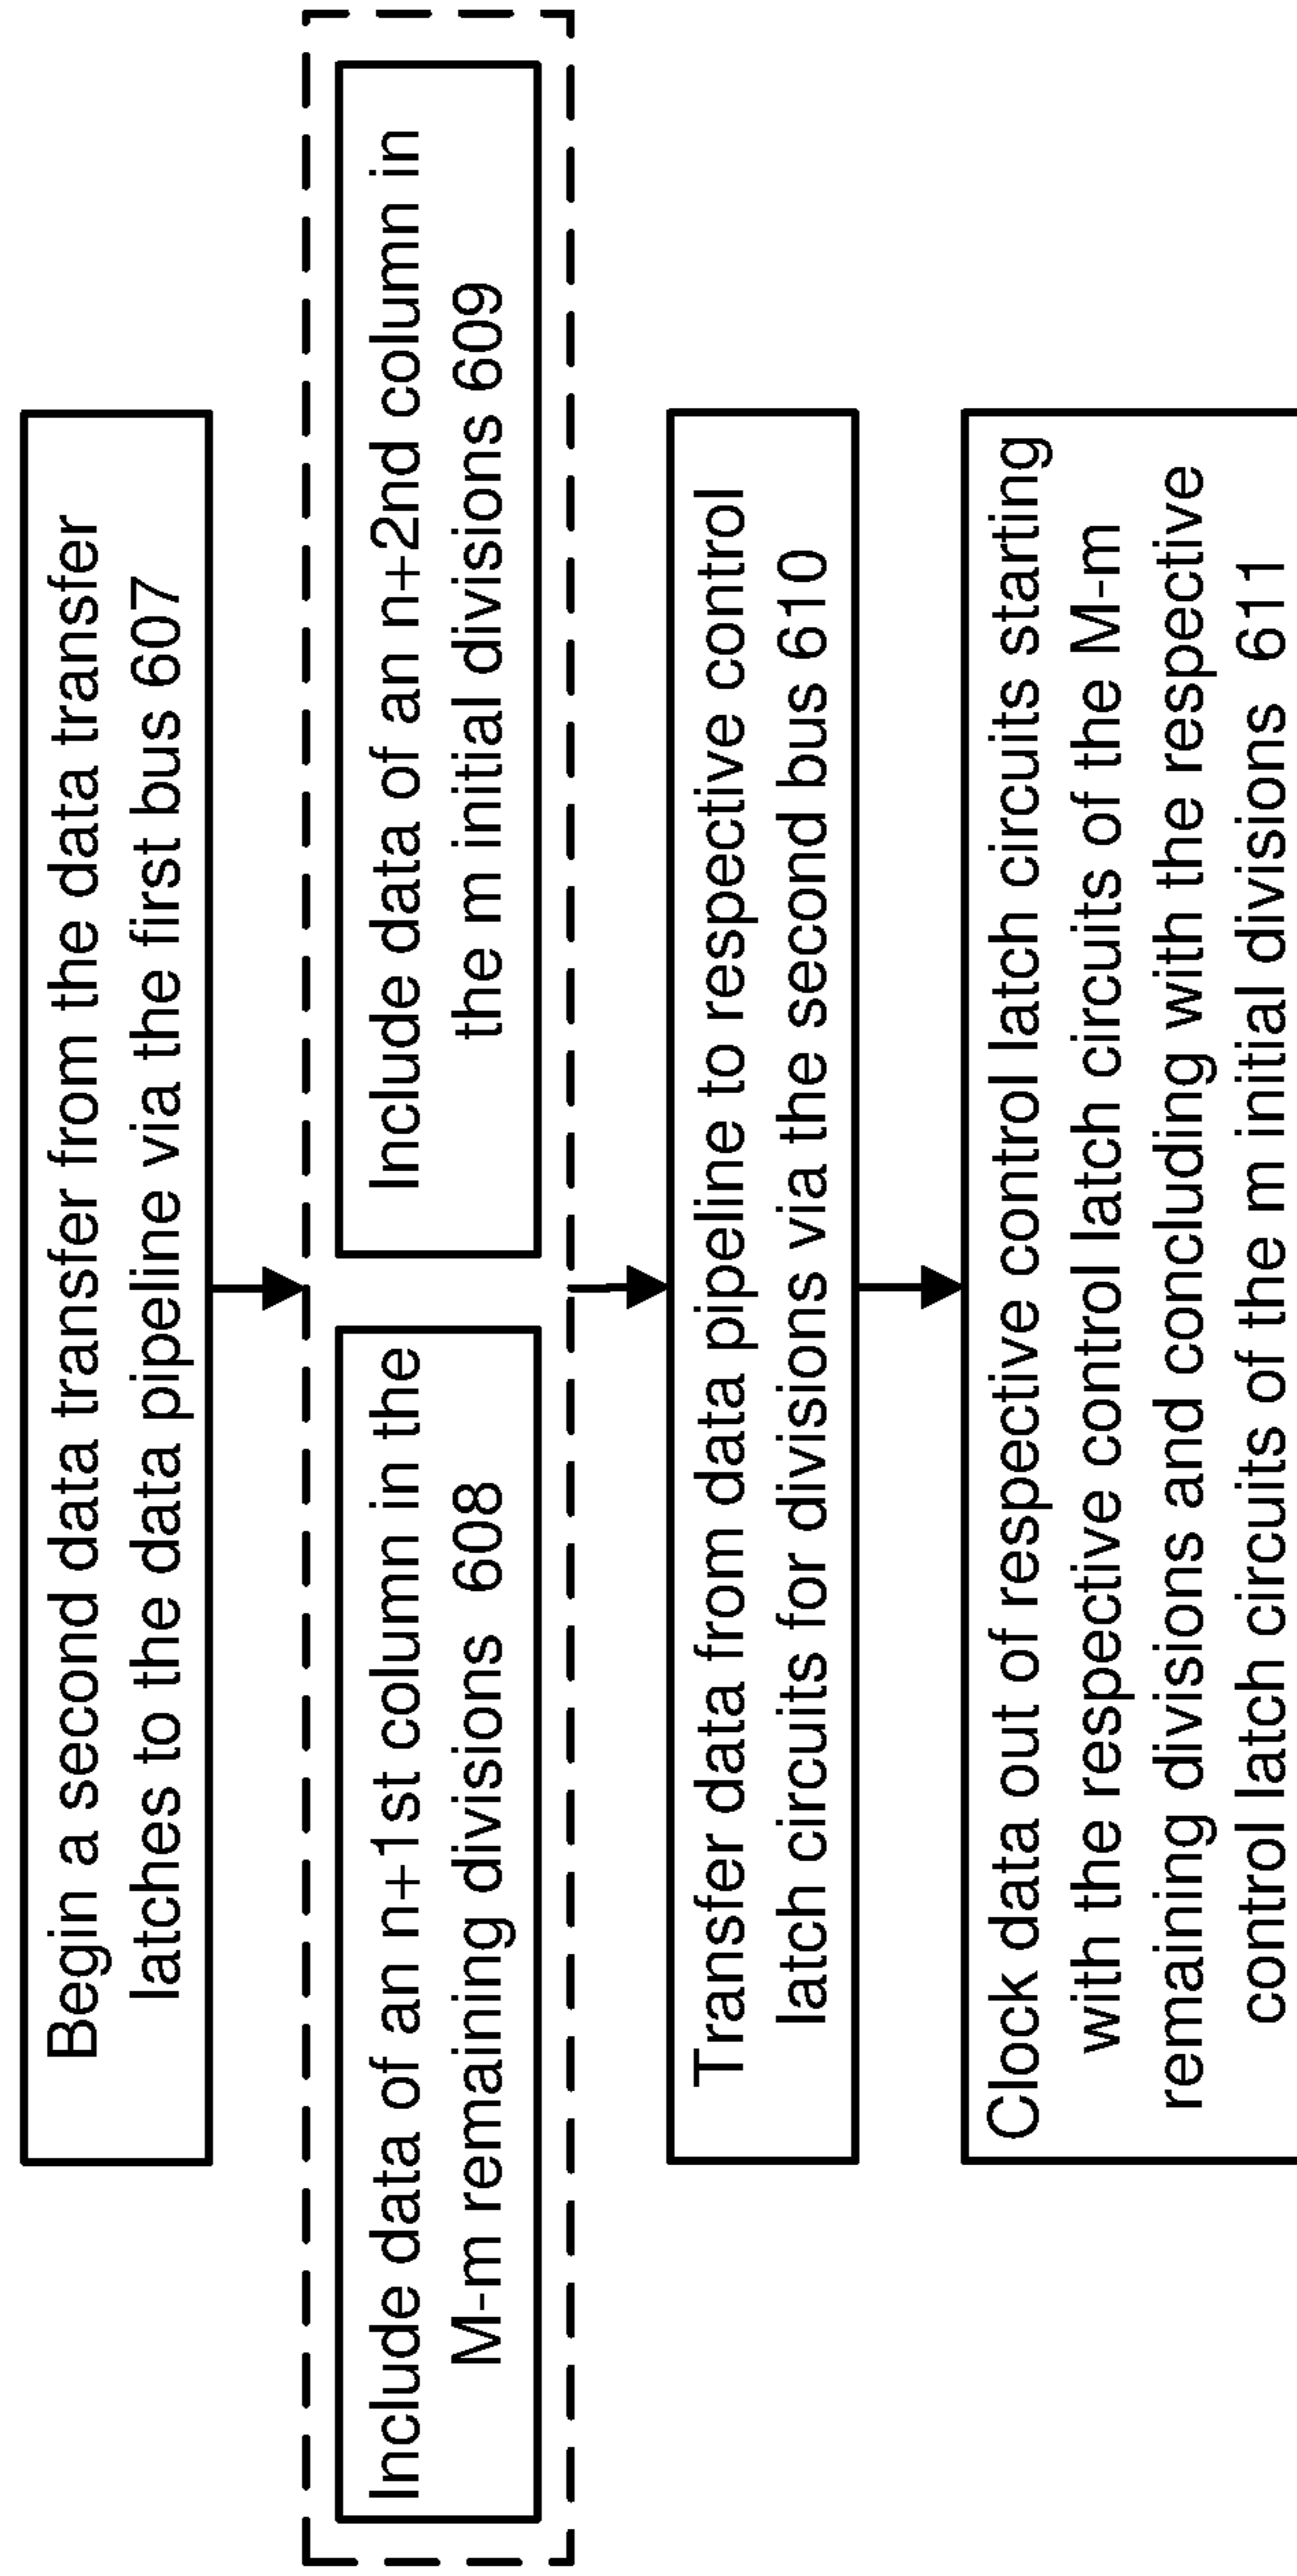 Begin a second data transfer from the data transfer
latches to the data pipeline via the first bus 607
Include data of an n+1st column in the
M-m remaining divisions 608
Include data of an n+2nd column in
the m initial divisions 609
Transfer data from data pipeline to respective control
latch circuits for divisions via the second bus 610
Clock data out of respective control latch circuits starting
with the respective control latch circuits of the M-m
remaining divisions and concluding with the respective
control latch circuits of the m initial divisions 611